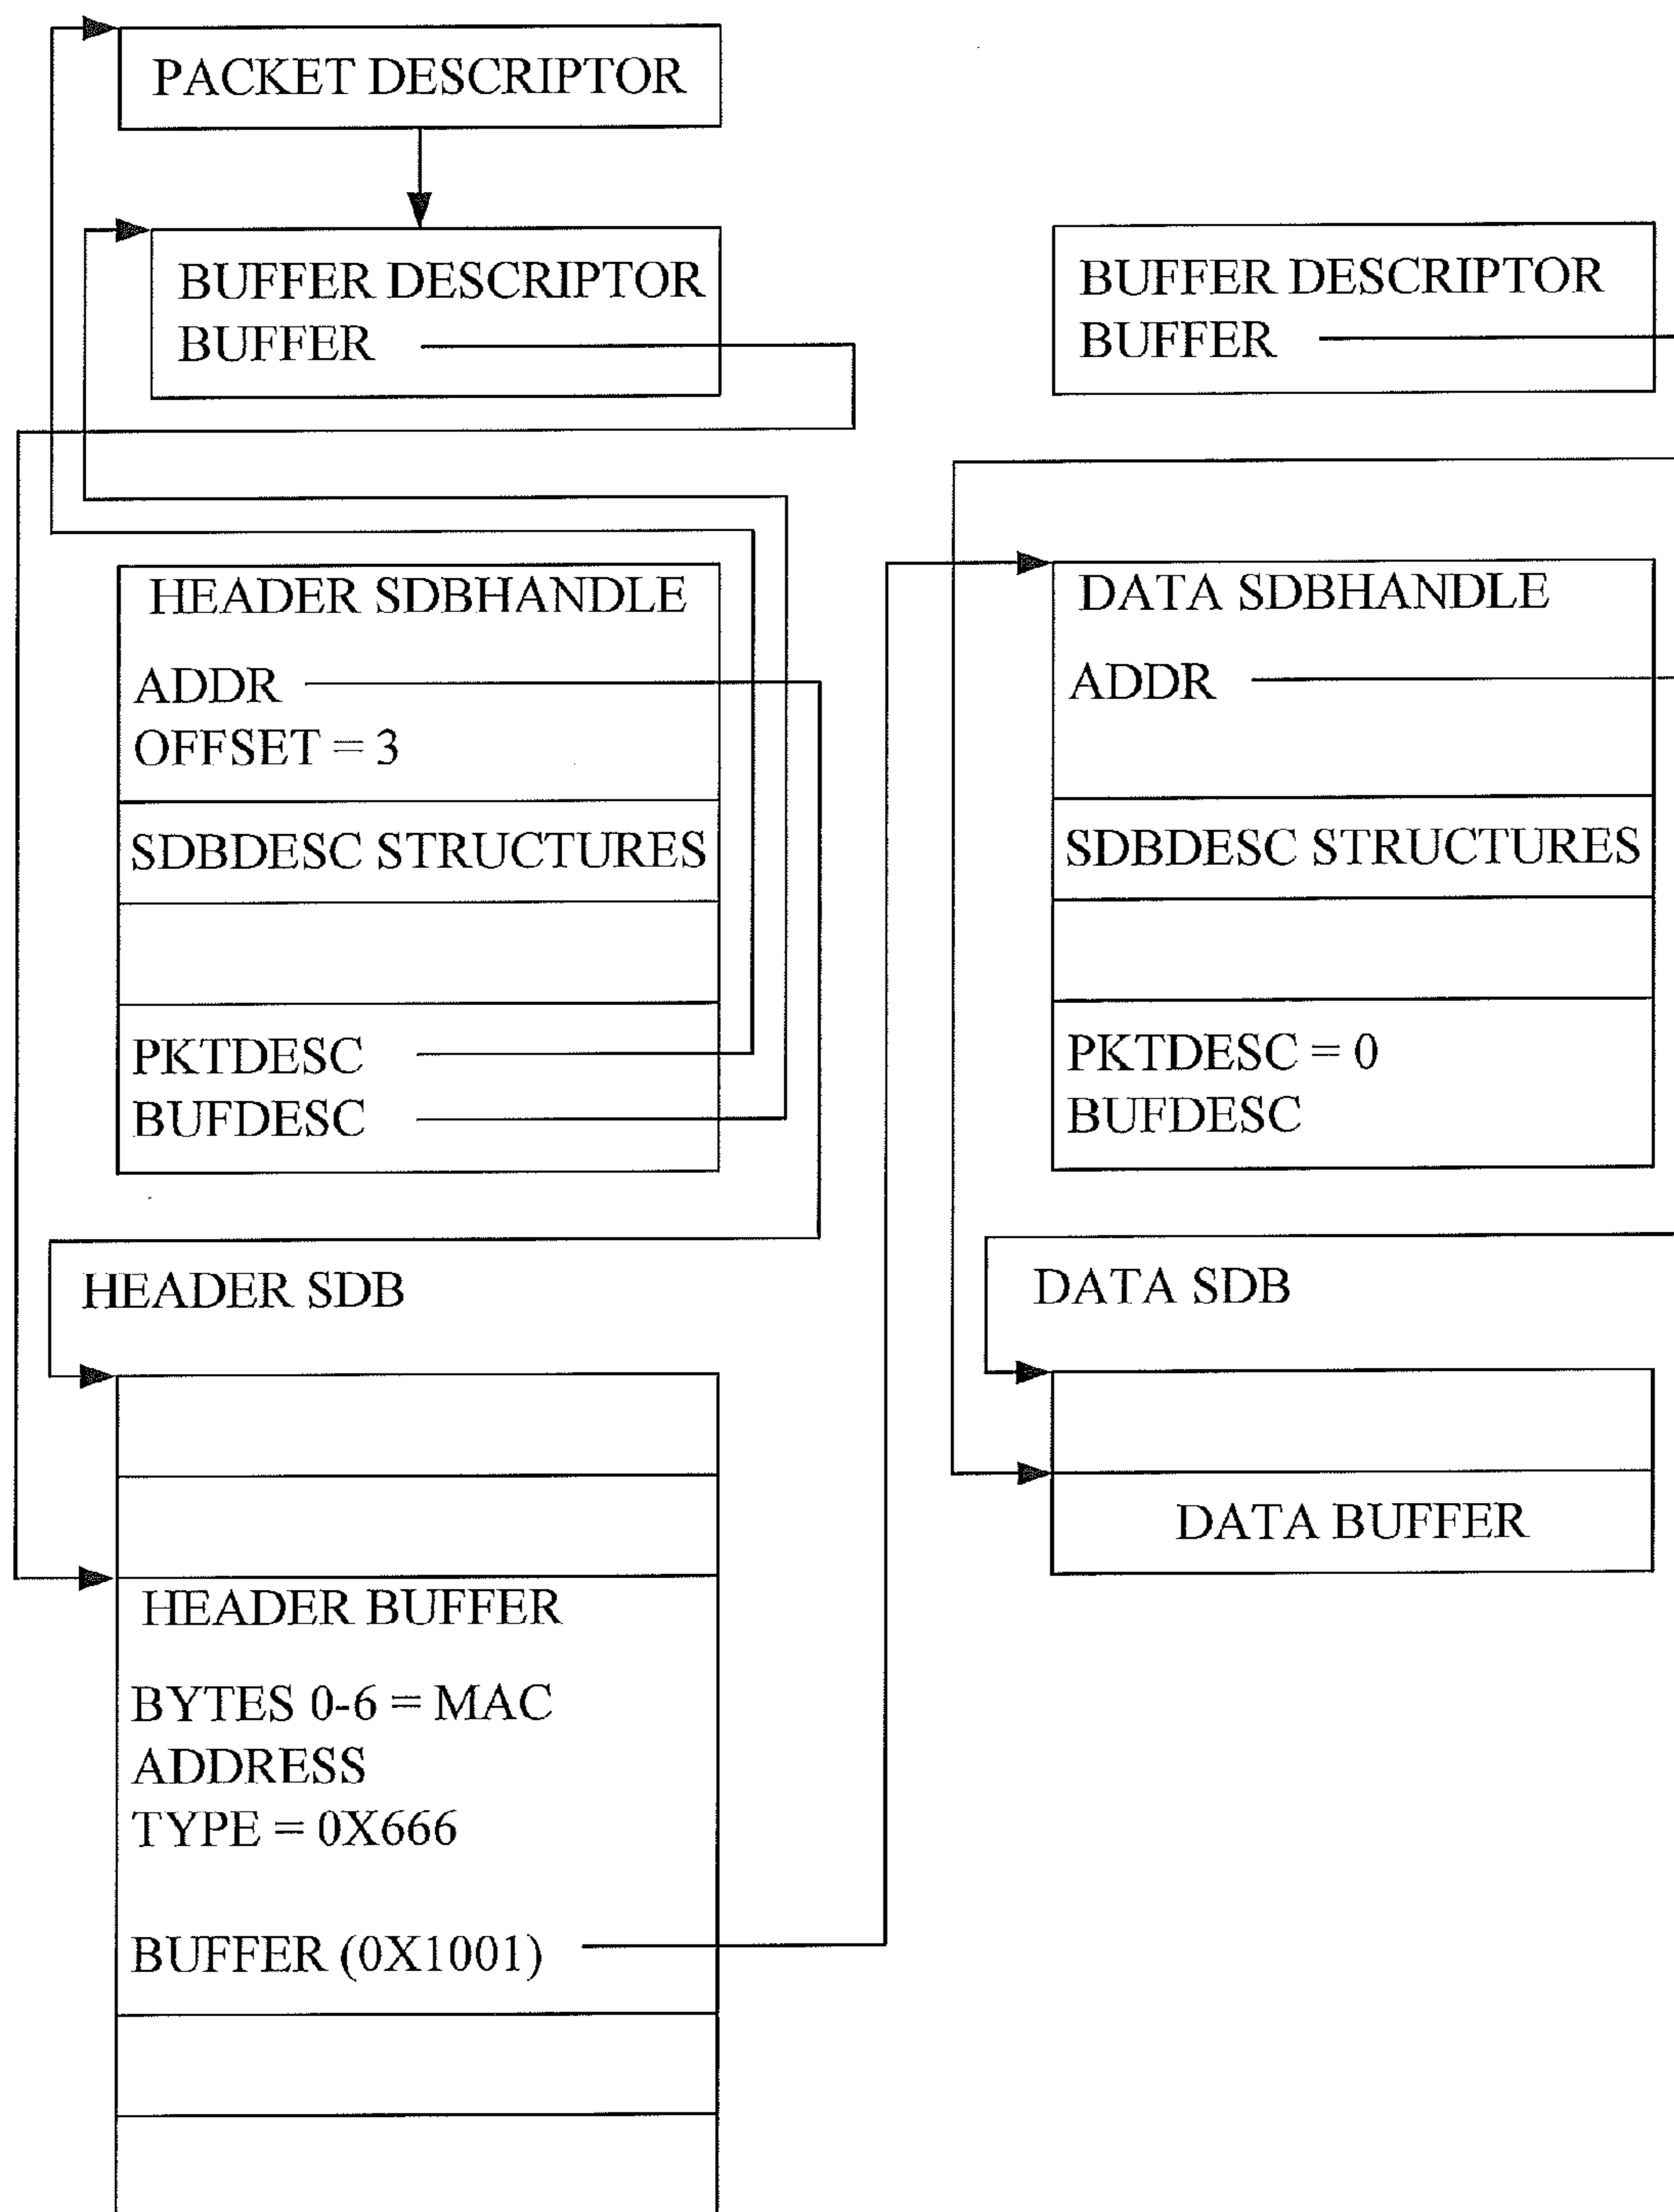 PACKET DESCRIPTOR
BUFFER DESCRIPTOR
BUFFER
BUFFER DESCRIPTOR
BUFFER
HEADER SDBHANDLE
ADDR
OFFSET = 3
SDBDESC STRUCTURES
PKTDESC
BUFDESC
DATA SDBHANDLE
ADDR
SDBDESC STRUCTURES
PKTDESC = 0
BUFDESC
HEADER SDB
DATA SDB
DATA BUFFER
HEADER BUFFER
BYTES 0-6 = MAC
ADDRESS
TYPE = 0X666
BUFFER (0X1001)